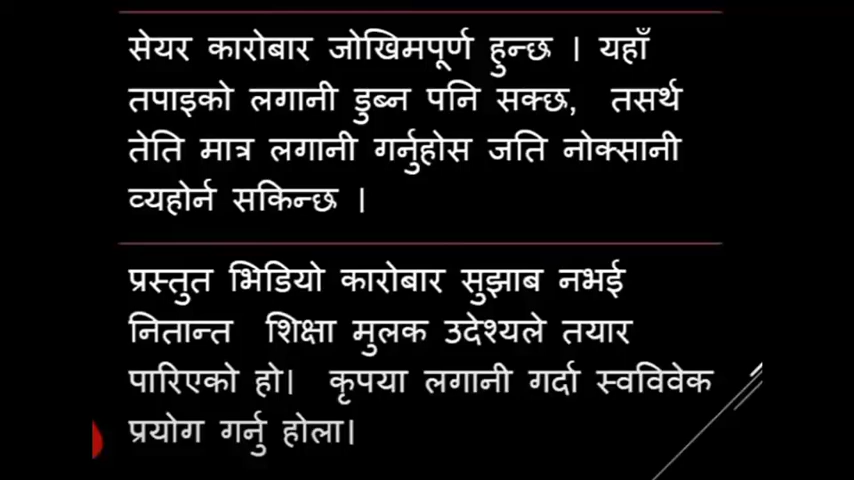 सेयर कारोबार जोखिमपूर्ण हुन्छ । यहाँ
तपाइको लगानी डुब्न पनि सक्छ, तसर्थ
तेति मात्र लगानी गर्नुहोस जति नोक्सानी
व्यहोर्न सकिन्छ ।
प्रस्तुत भिडियो कारोबार सुझाब नभई
नितान्त शिक्षा मुलक उदेश्यले तयार
पारिएको हो। कृपया लगानी गर्दा स्वविवेक
प्रयोग गर्नु होला।